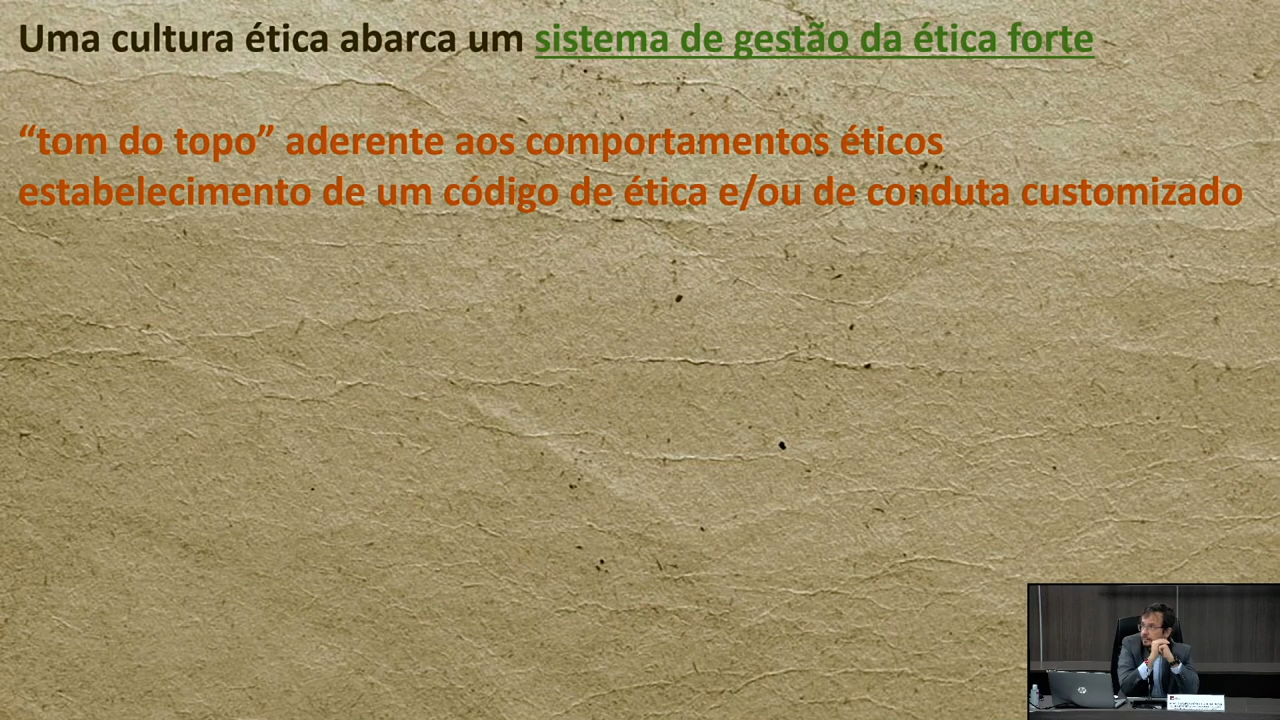 Uma cultura ética abarca um sistema de gestão da ética forte
“tom do topo” aderente aos comportamentos éticos
estabelecimento de um código de ética e/ou de conduta customizado
hp